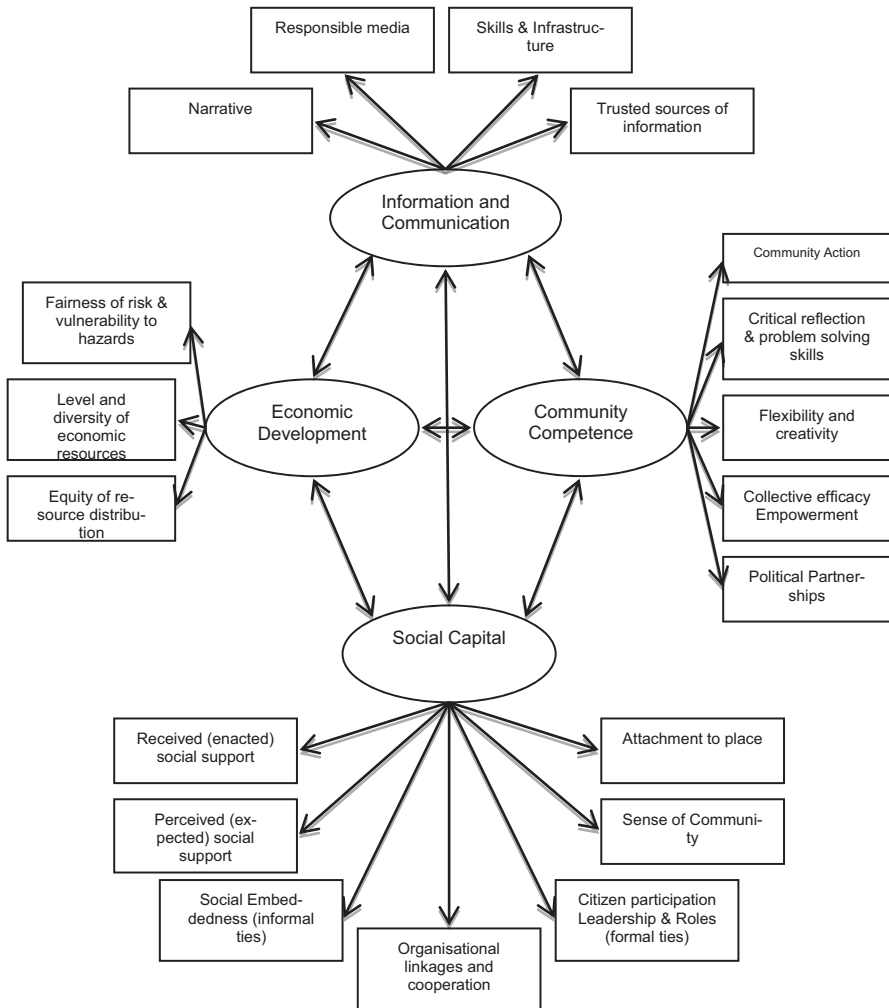 Responsible media
Skills & Infrastruc-
ture
Narrative
Trusted sources of
information
Information and
Communication
Community Action
Fairness of risk &
vulnerability to
hazards
Critical reflection
& problem solving
skills
Level and
diversity of
economic
resources
Economic
Development
Community
Competence
Flexibility and
creativity
Equity of re-
source distribu-
tion
Collective efficacy
Empowerment
Political Partner-
ships
Social Capital
Received (enacted)
social support
Attachment to place
Perceived (ex-
pected) social
support
Sense of Communi-
ty
Social Embed-
dedness (informal
ties)
Citizen participation
Leadership & Roles
(formal ties)
Organisational
linkages and
cooperation